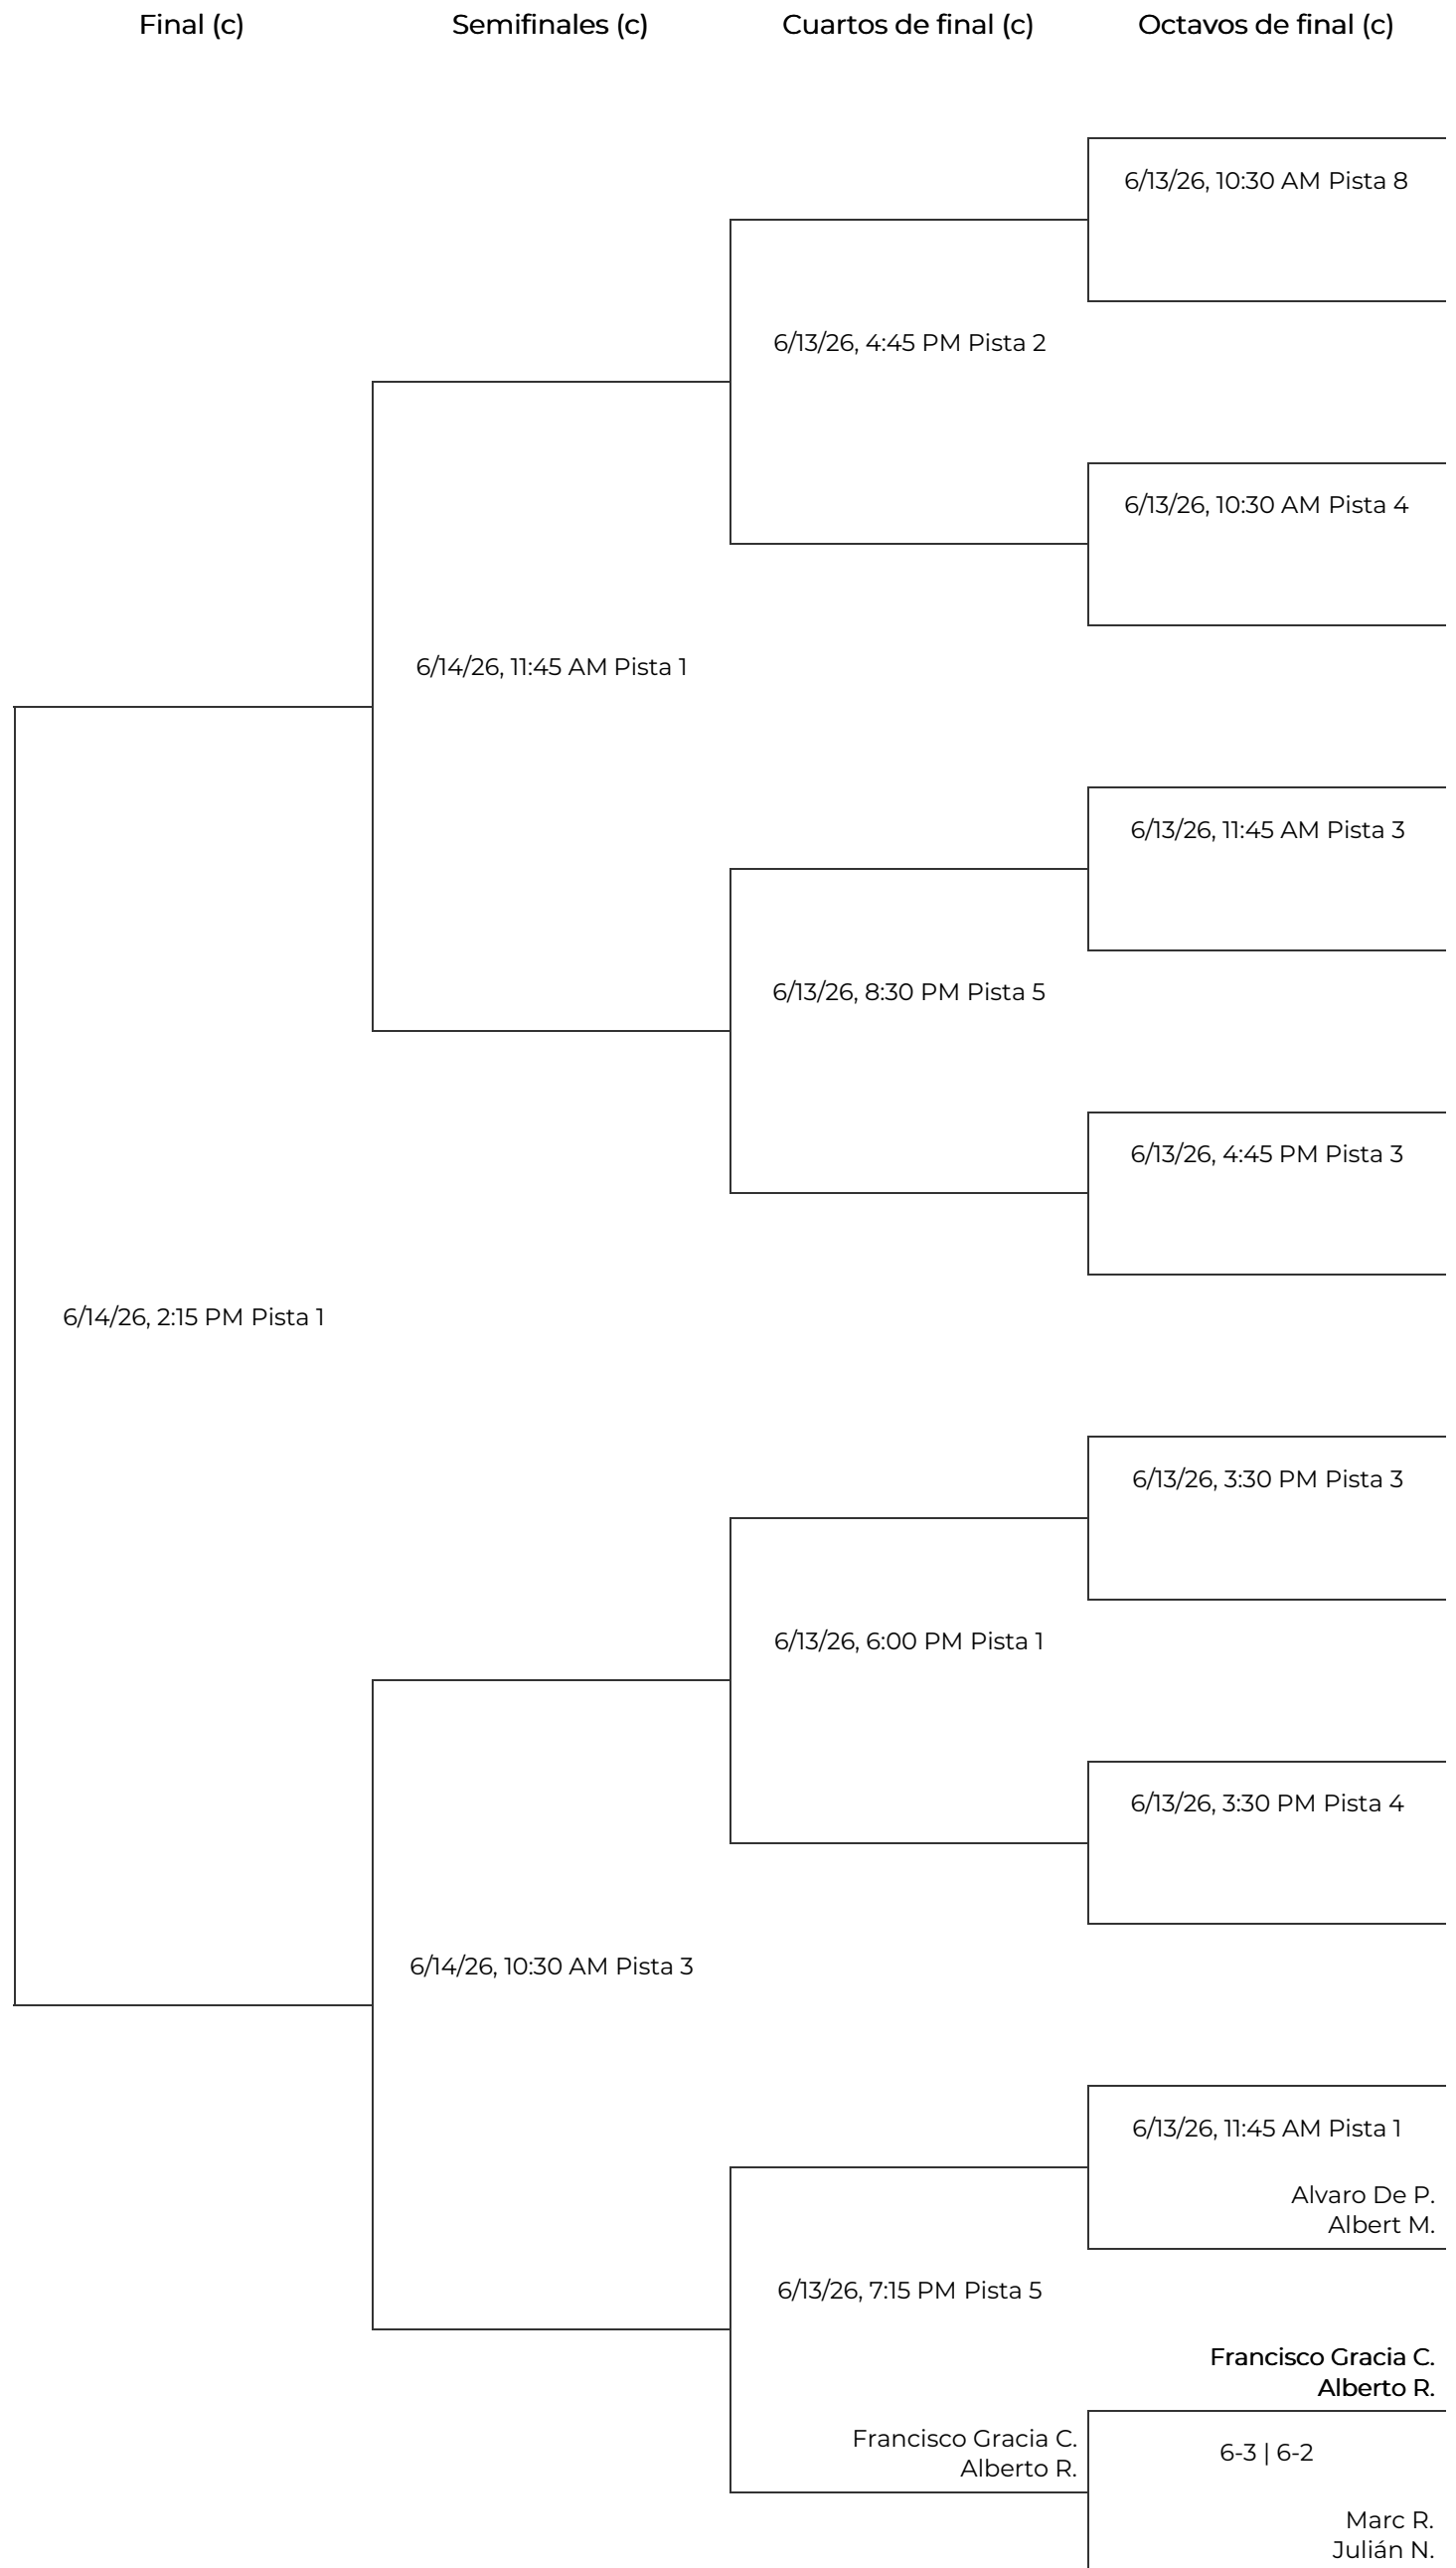 Final (c)
Semifinales (c)
Cuartos de final (c)
Octavos de final (c)
6/13/26, 10:30 AM Pista 8
6/13/26, 4:45 PM Pista 2
6/13/26, 10:30 AM Pista 4
6/14/26, 11:45 AM Pista 1
6/13/26, 11:45 AM Pista 3
6/13/26, 8:30 PM Pista 5
6/13/26, 4:45 PM Pista 3
6/14/26, 2:15 PM Pista 1
6/13/26, 3:30 PM Pista 3
6/13/26, 6:00 PM Pista 1
6/13/26, 3:30 PM Pista 4
6/14/26, 10:30 AM Pista 3
6/13/26, 11:45 AM Pista 1
Alvaro De P.
Albert M.
6/13/26, 7:15 PM Pista 5
Francisco Gracia C.
Alberto R.
Francisco Gracia C.
Alberto R.
6-3 | 6-2
Marc R.
Julián N.